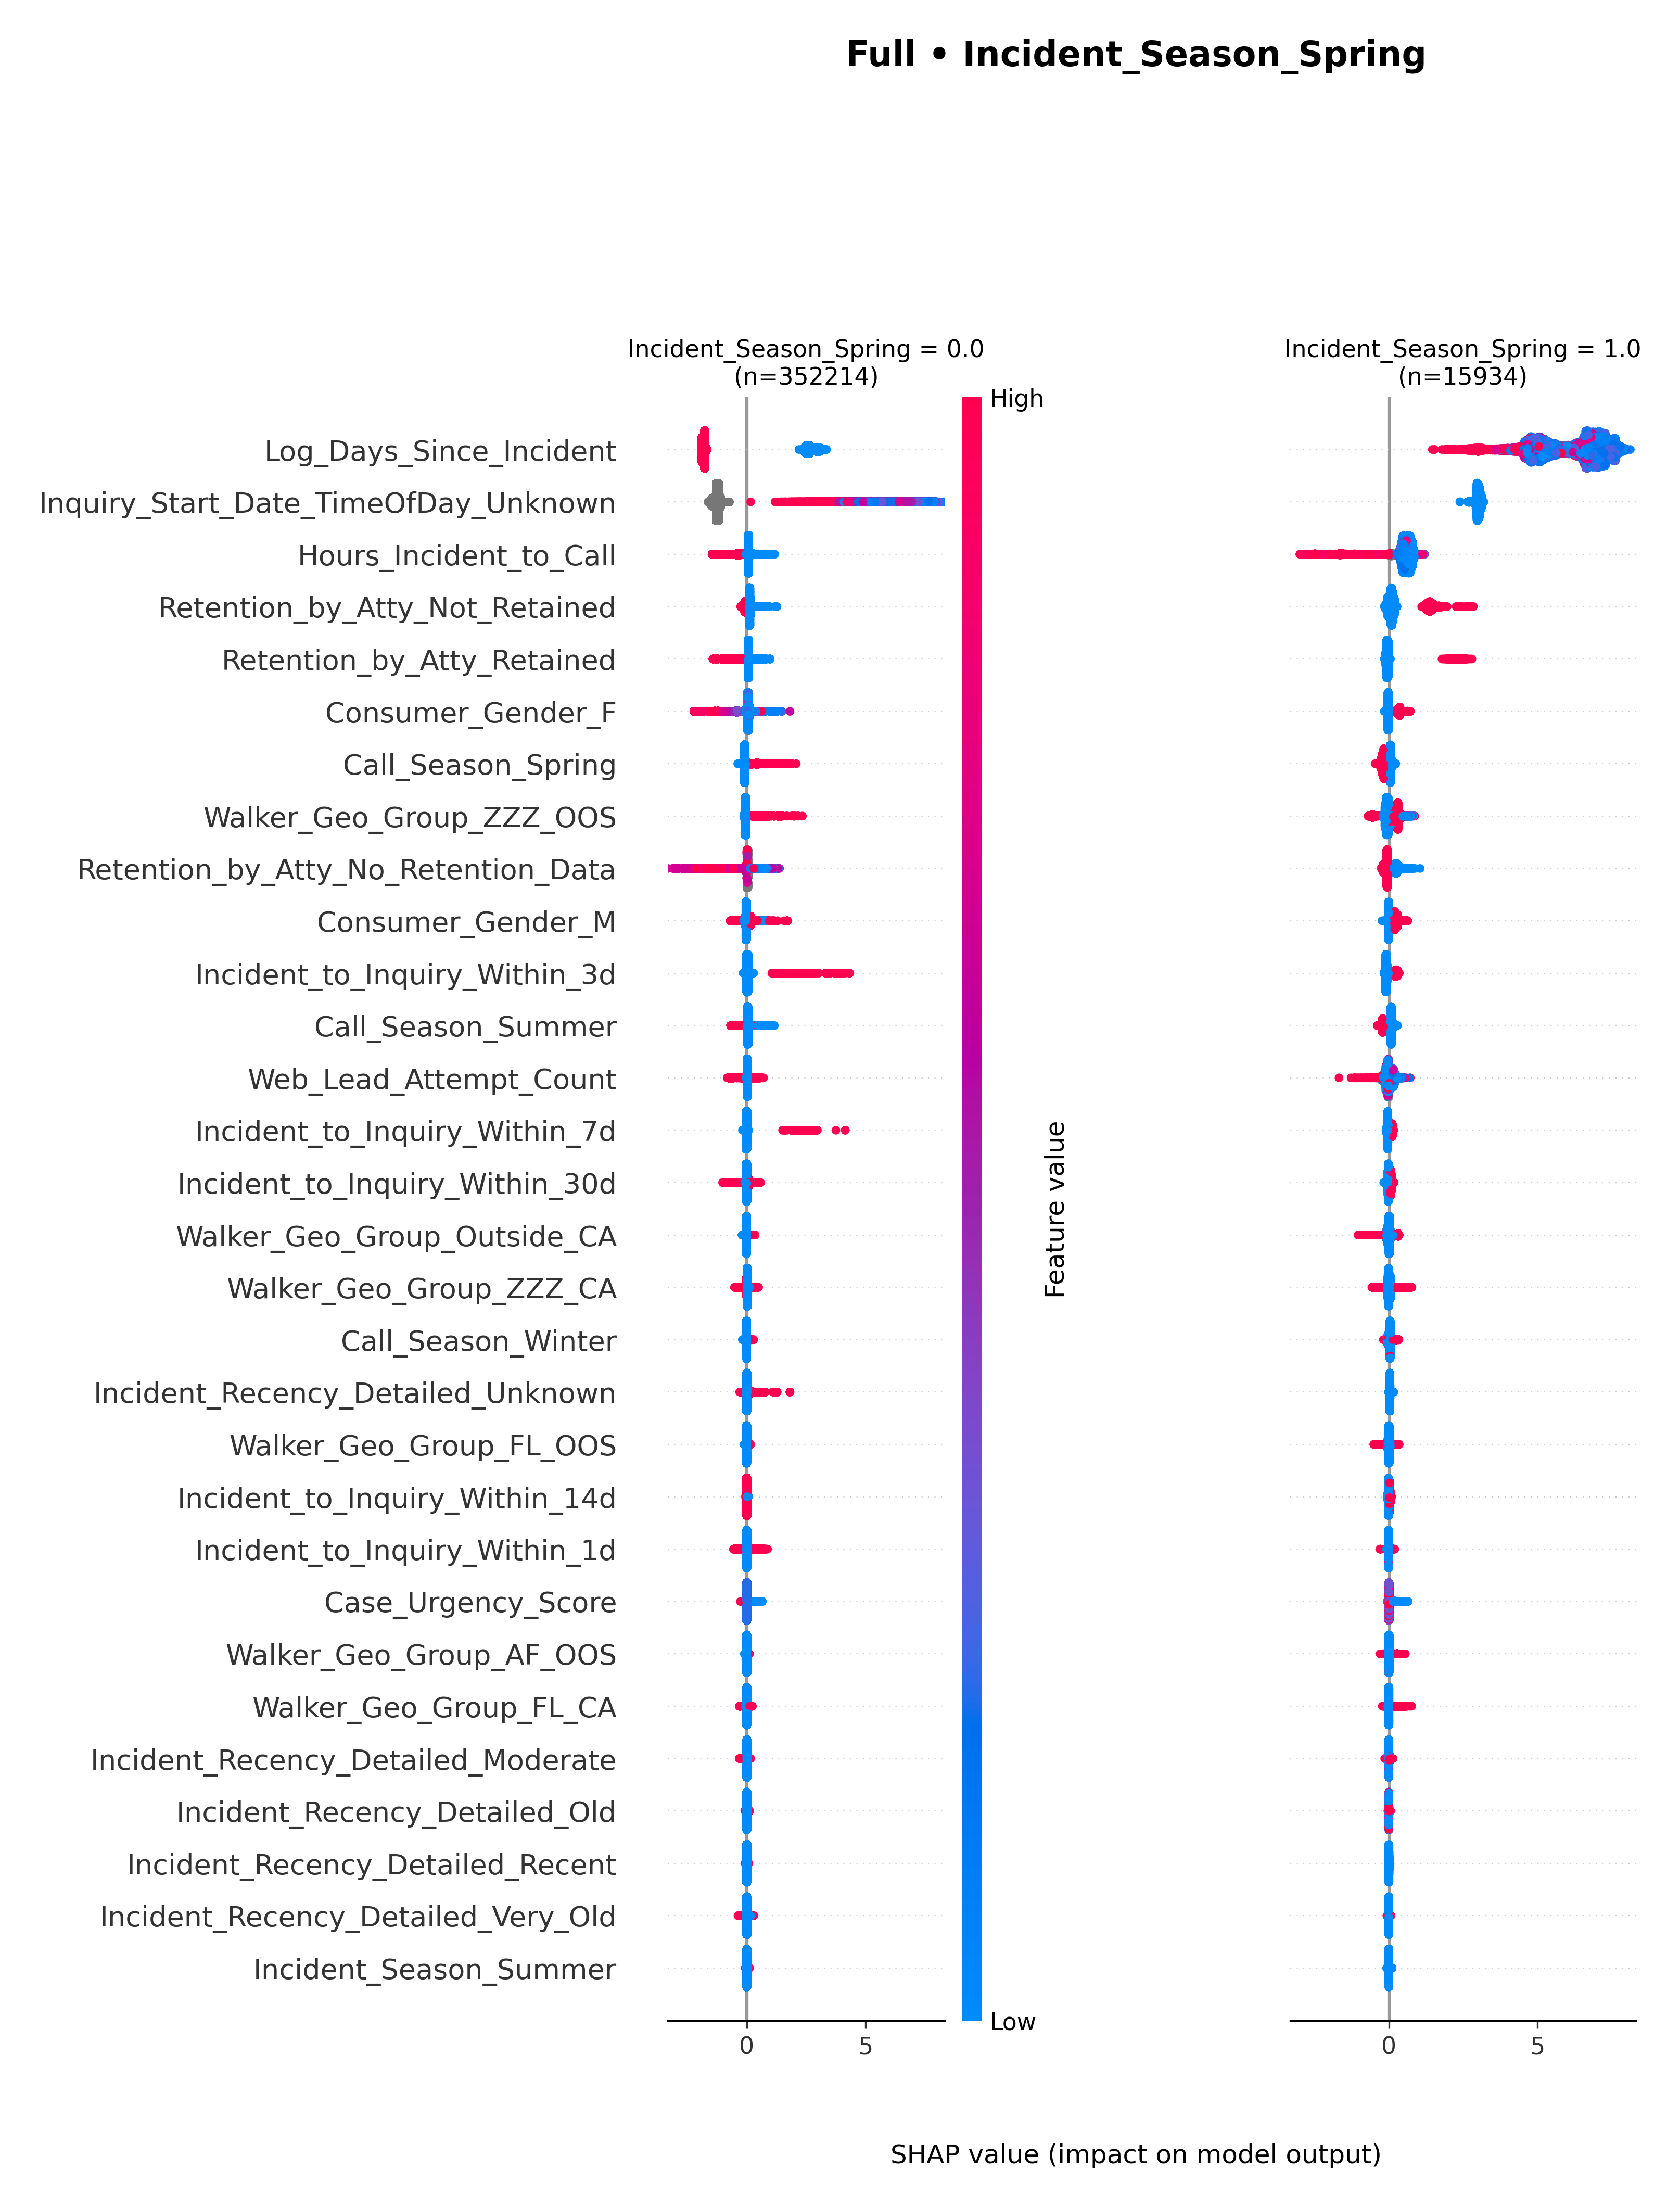 Full • Incident_Season_Spring
Incident_Season_Spring = 0.0
(n=352214)
Incident_Season_Spring = 1.0
(n=15934)
High
Log_Days_Since_Incident
Inquiry_Start_Date_TimeOfDay_Unknown
Hours_Incident_to_Call
Retention_by_Atty_Not_Retained
Retention_by_Atty_Retained
Consumer_Gender_F
Call_Season_Spring
Walker_Geo_Group_ZZZ_OOS
Retention_by_Atty_No_Retention_Data
Consumer_Gender_M
Incident_to_Inquiry_Within_3d
Call_Season_Summer
Web_Lead_Attempt_Count
Incident_to_Inquiry_Within_7d
Incident_to_Inquiry_Within_30d
Walker_Geo_Group_Outside_CA
Walker_Geo_Group_ZZZ_CA
Call_Season_Winter
Incident_Recency_Detailed_Unknown
Walker_Geo_Group_FL_OOS
Incident_to_Inquiry_Within_14d
Incident_to_Inquiry_Within_1d
Case_Urgency_Score
Walker_Geo_Group_AF_OOS
Walker_Geo_Group_FL_CA
Incident_Recency_Detailed_Moderate
Incident_Recency_Detailed_Old
Incident_Recency_Detailed_Recent
Incident_Recency_Detailed_Very_Old
Incident_Season_Summer
Feature value
Low
0 5
0 5
SHAP value (impact on model output)